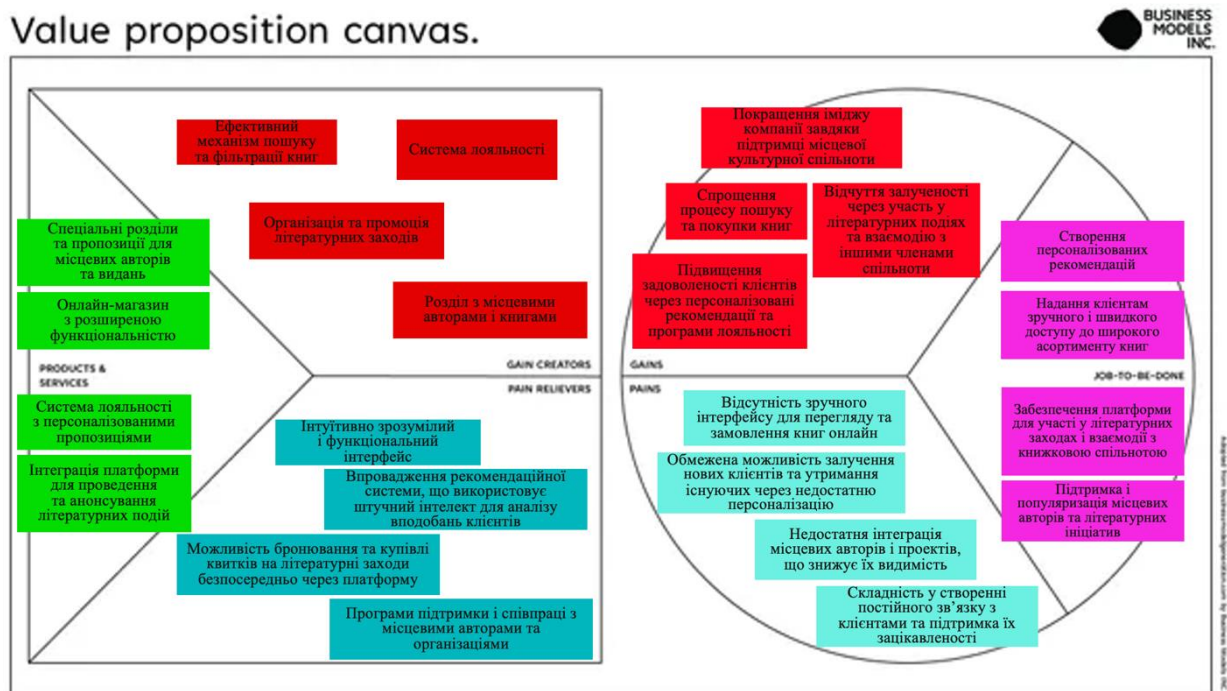 Value proposition canvas.
BUSINESS
MODELS
INC.
Ефективний
механізм пошуку
та фільтрації книг
Система лояльності
Організація та промоція
літературних заходів
Розділ з місцевими
авторами і книгами
Спеціальні розділи
та пропозиції для
місцевих авторів
та видань
Онлайн-магазин
з розширеною
функціональністю
PRODUCTS &
SERVICES
GAIN CREATORS
PAIN RELIEVERS
Система лояльності
з персоналізованими
пропозиціями
Інтеграція платформи
для проведення
та анонсування
літературних подій
Інтуїтивно зрозумілий
і функціональний
інтерфейс
Впровадження рекомендаційної
системи, що використовує
штучний інтелект для аналізу
вподобань клієнтів
Можливість бронювання та купівлі
квитків на літературні заходи
безпосередньо через платформу
Програми підтримки і співпраці з
місцевими авторами та
організаціями
Покращення іміджу
компанії завдяки
підтримці місцевої
культурної спільноти
Спрощення
процесу пошуку
та покупки книг
Відчуття залученості
через участь у
літературних подіях
та взаємодію з
іншими членами
спільноти
Підвищення
задоволеності клієнтів
через персоналізовані
рекомендації та
програми лояльності
GAINS
PAINS
Створення
персоналізованих
рекомендацій
Надання клієнтам
зручного і швидкого
доступу до широкого
асортименту книг
JOB-TO-BE-DONE
Забезпечення платформи
для участі у літературних
заходах і взаємодії з
книжковою спільнотою
Підтримка і
популяризація місцевих
авторів та літературних
ініціатив
Відсутність зручного
інтерфейсу для перегляду та
замовлення книг онлайн
Обмежена можливість залучення
нових клієнтів та утримання
існуючих через недостатню
персоналізацію
Недостатня інтеграція
місцевих авторів і проектів,
що знижує їх видимість
Складність у створенні
постійного зв’язку з
клієнтами та підтримка їх
зацікавленості